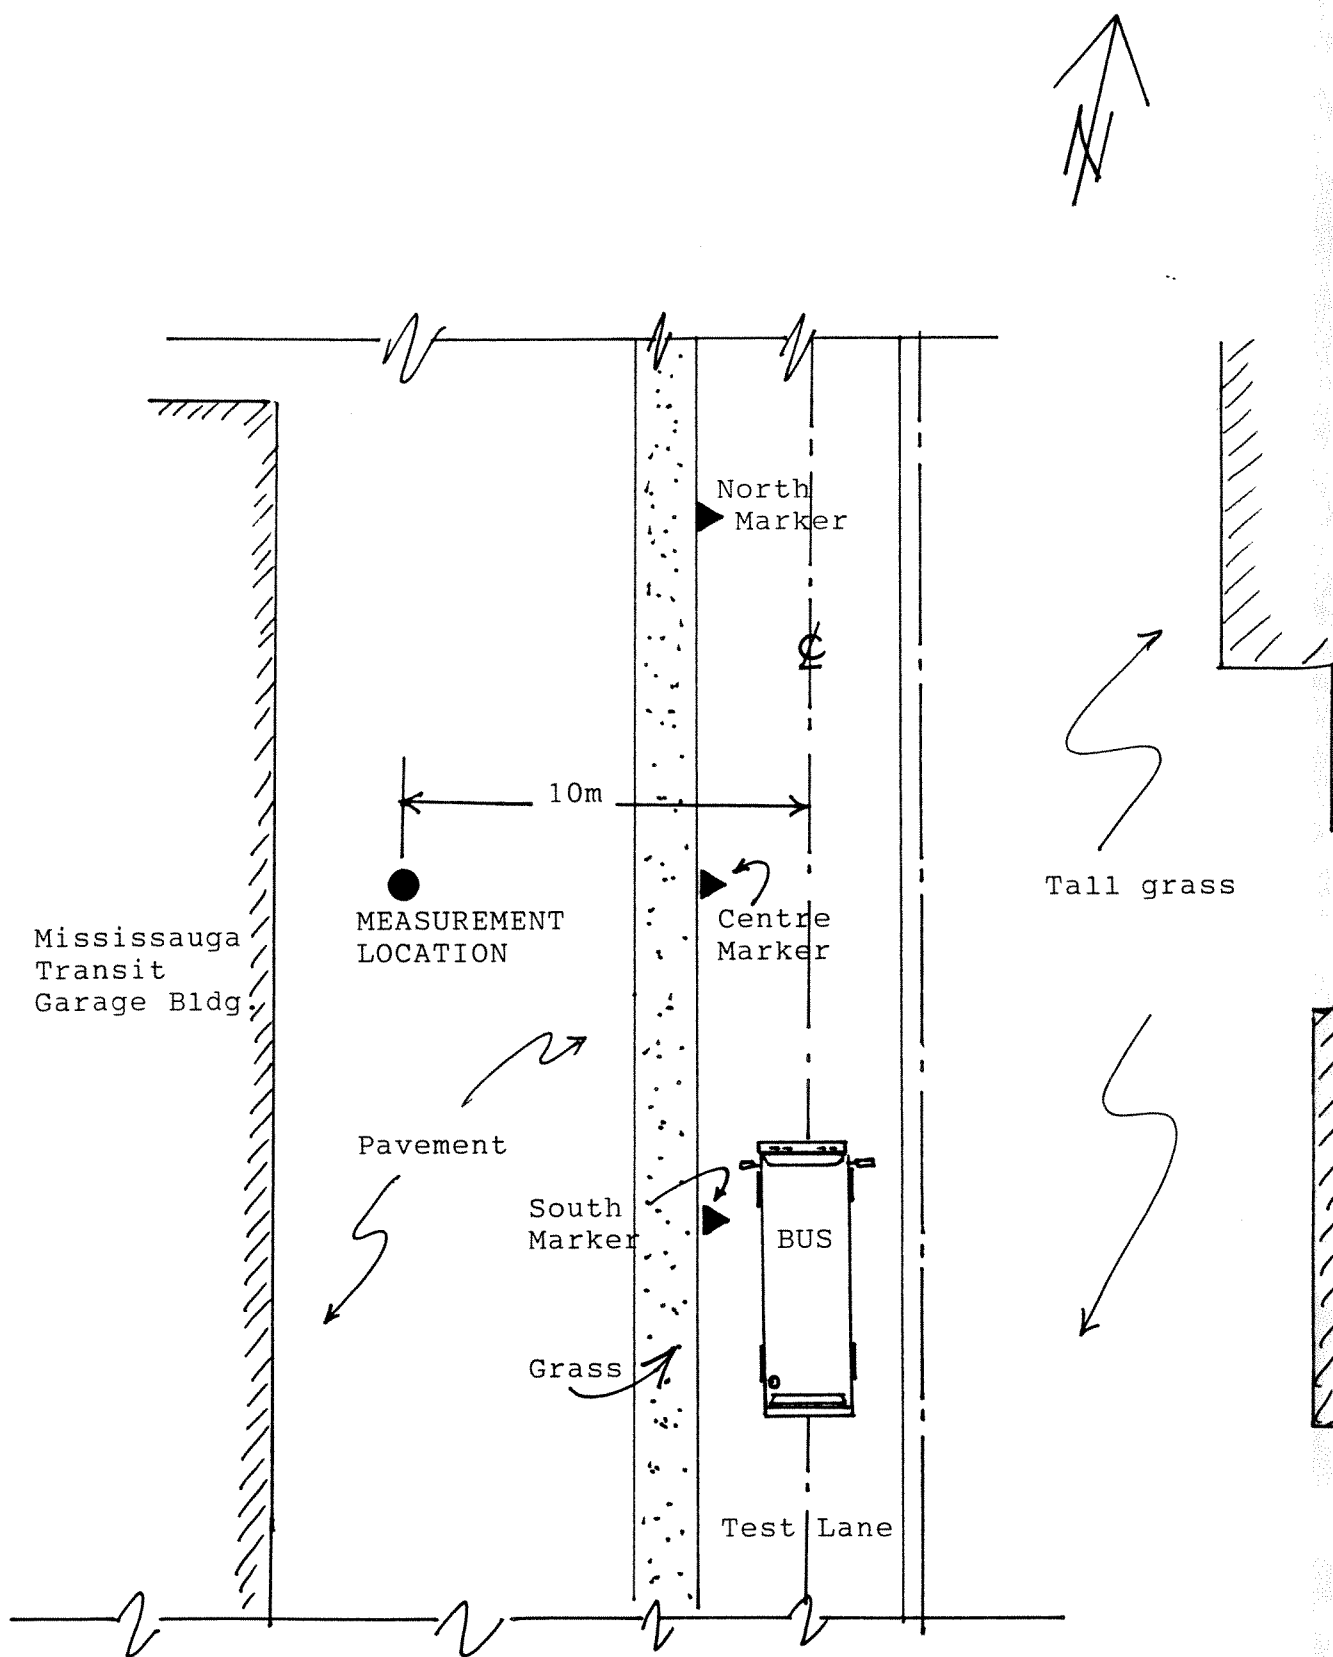 N
North
Marker
℄
10m
MEASUREMENT
LOCATION
Centre
Marker
Tall grass
Mississauga
Transit
Garage Bldg.
Pavement
South
Marker
BUS
Grass
Test Lane